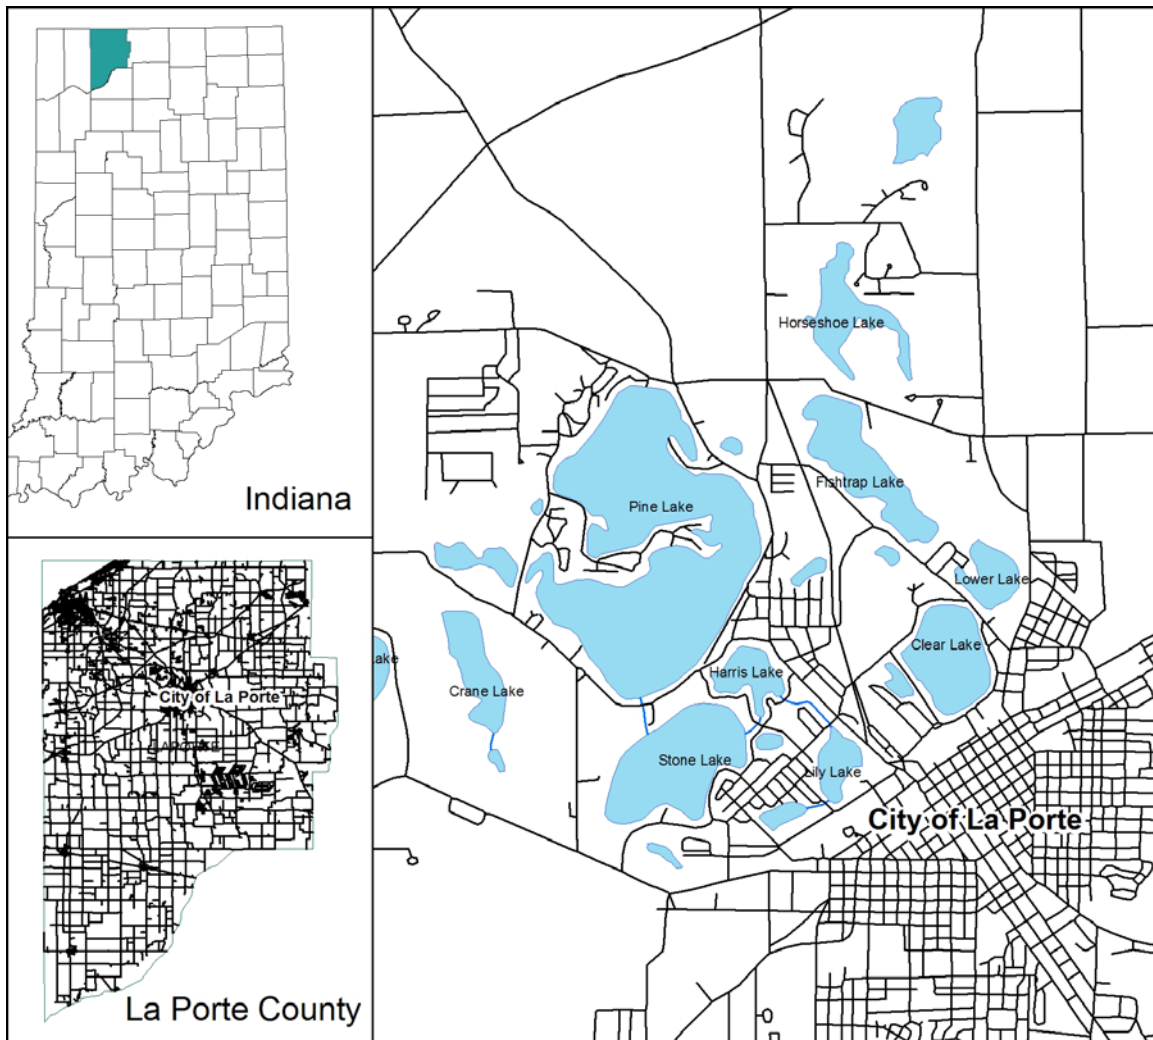 Indiana
City of La Porte
La Porte County
Horseshoe Lake
Fishtrap Lake
Pine Lake
Lower Lake
Clear Lake
Harris Lake
Lake
Crane Lake
Stone Lake
Lily Lake
City of La Porte